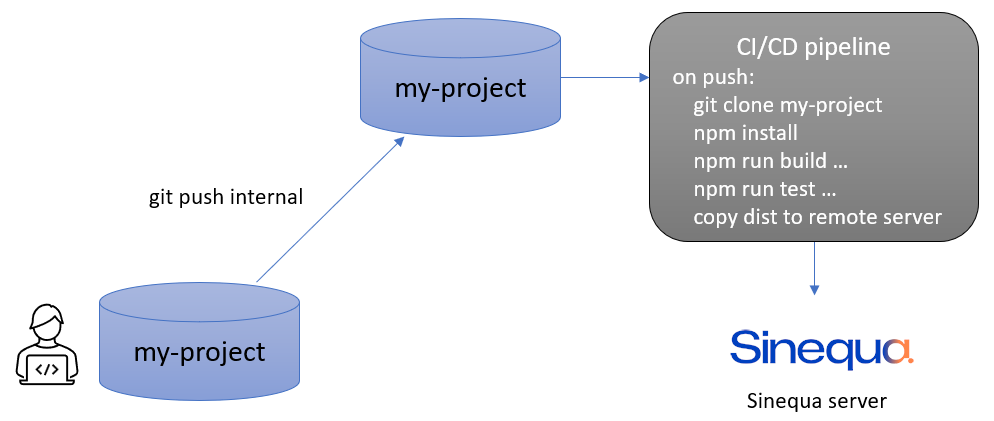 my-project
git push internal
my-project
CI/CD pipeline
on push:
git clone my-project
npm install
npm run build ...
npm run test ...
copy dist to remote server
Sinequa.
Sinequa server
</>